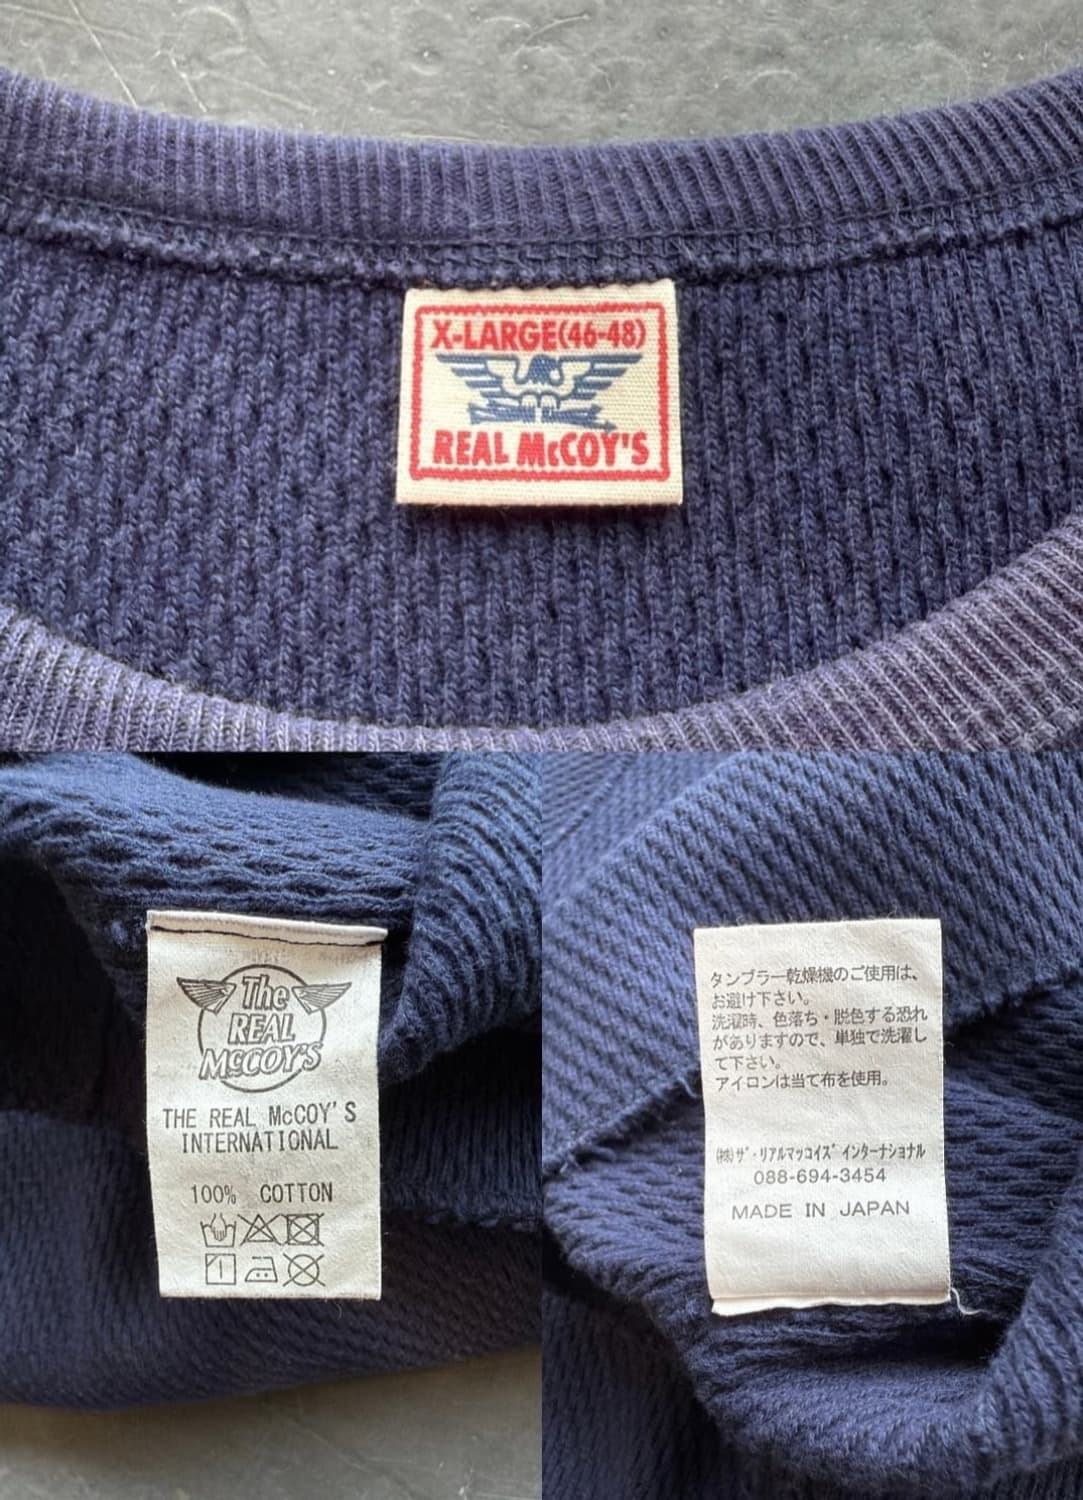 X-LARGE(46-48)
REAL McCOY'S
The
REAL
McCOY'S
THE REAL McCOY'S
INTERNATIONAL
100% COTTON
タンブラー乾燥機のご使用は、
お避け下さい。
洗濯時、色落ち・脱色する恐れ
がありますので、単独で洗濯し
て下さい。
アイロンは当て布を使用。
㈱ｻﾞ・ﾘｱﾙﾏｯｺｲｽﾞ ｲﾝﾀｰﾅｼｮﾅﾙ
088-694-3454
MADE IN JAPAN